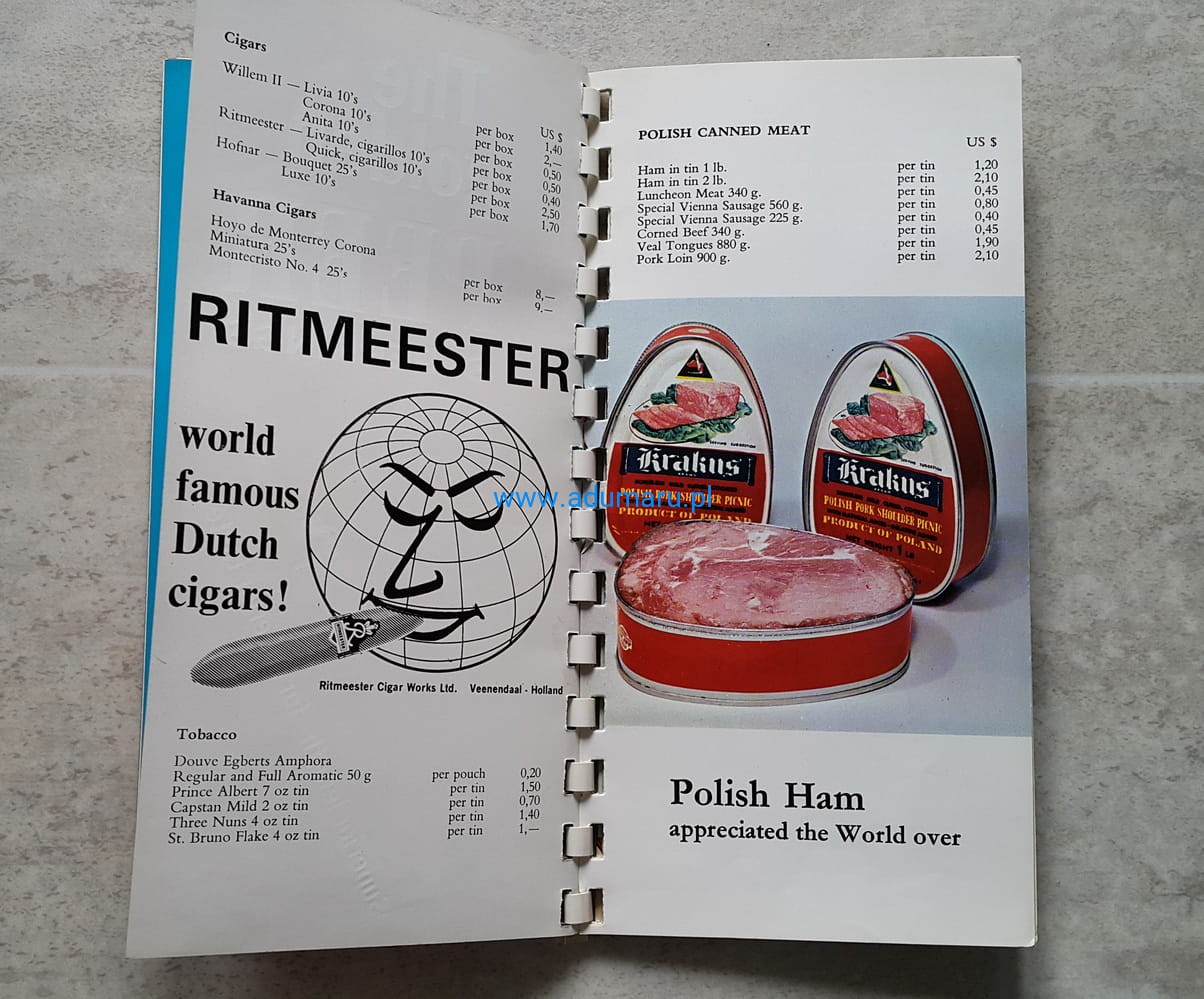 Cigars
US $
Willem II — Livia 10's per box 1,40
Corona 10's per box 2,—
Anita 10's per box 0,50
Ritmeester — Livarde, cigarillos 10's per box 0,50
Quick, cigarillos 10's per box 0,40
Hofnar — Bouquet 25's per box 2,50
Luxe 10's per box 1,70
Havanna Cigars
Hoyo de Monterrey Corona
Miniatura 25's per box 8,—
Montecristo No. 4 25's per box 9,—
RITMEESTER
world
famous
Dutch
cigars!
Ritmeester Cigar Works Ltd. Veenendaal - Holland
Tobacco
Douve Egberts Amphora
Regular and Full Aromatic 50 g per pouch 0,20
Prince Albert 7 oz tin per tin 1,50
Capstan Mild 2 oz tin per tin 0,70
Three Nuns 4 oz tin per tin 1,40
St. Bruno Flake 4 oz tin per tin 1,—
POLISH CANNED MEAT
US $
Ham in tin 1 lb. per tin 1,20
Ham in tin 2 lb. per tin 2,10
Luncheon Meat 340 g. per tin 0,45
Special Vienna Sausage 560 g. per tin 0,80
Special Vienna Sausage 225 g. per tin 0,40
Corned Beef 340 g. per tin 0,45
Veal Tongues 880 g. per tin 1,90
Pork Loin 900 g. per tin 2,10
Krakus
POLISH PORK SHOULDER PICNIC
PRODUCT OF POLAND
Krakus
POLISH PORK SHOULDER PICNIC
PRODUCT OF POLAND
NET WEIGHT 1 LB
www.adumaru.pl
Polish Ham
appreciated the World over